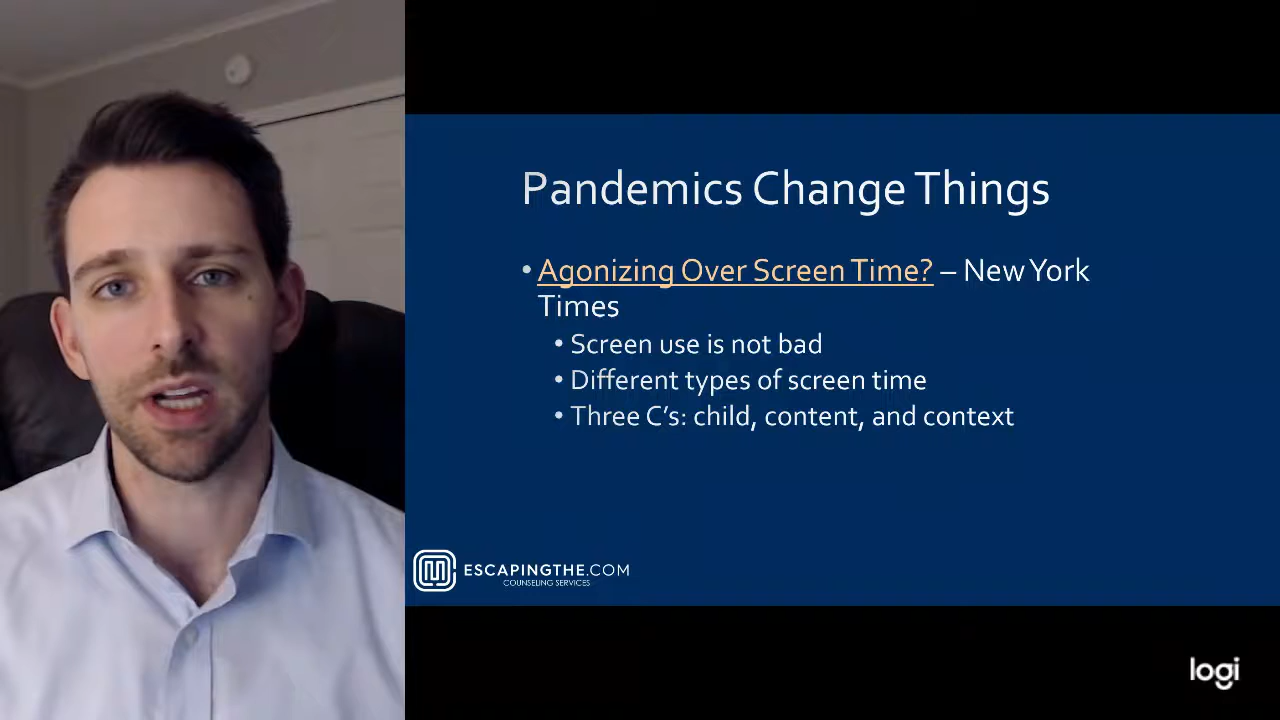 Pandemics Change Things
• Agonizing Over Screen Time? – New York
Times
• Screen use is not bad
• Different types of screen time
• Three C's: child, content, and context
ESCAPINGTHE.COM
COUNSELING SERVICES
logi